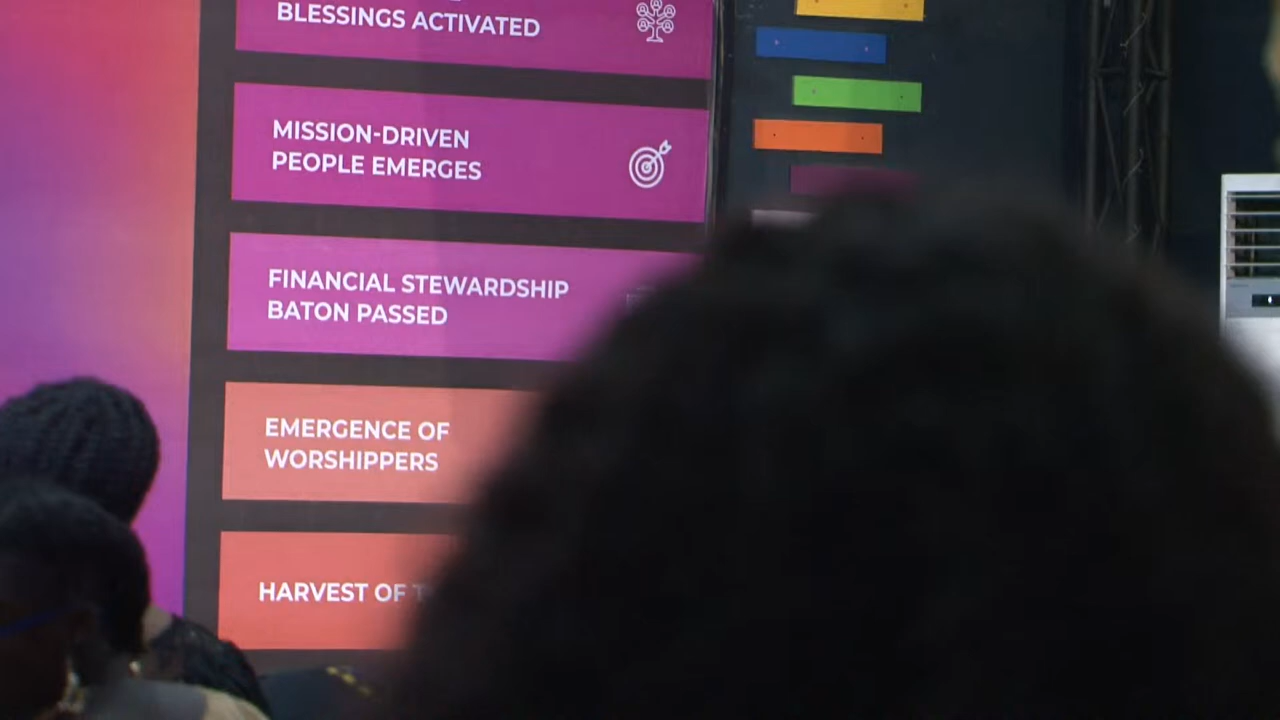 BLESSINGS ACTIVATED
MISSION-DRIVEN
PEOPLE EMERGES
FINANCIAL STEWARDSHIP
BATON PASSED
EMERGENCE OF
WORSHIPPERS
HARVEST OF